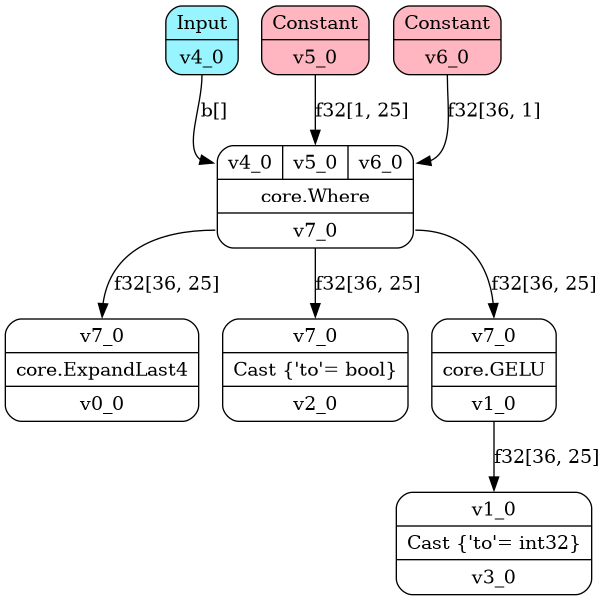 Input
v4_0
Constant
v5_0
Constant
v6_0
b[]
f32[1, 25]
f32[36, 1]
v4_0 v5_0 v6_0
core.Where
v7_0
f32[36, 25]
f32[36, 25]
f32[36, 25]
v7_0
core.ExpandLast4
v0_0
v7_0
Cast {'to'= bool}
v2_0
v7_0
core.GELU
v1_0
f32[36, 25]
v1_0
Cast {'to'= int32}
v3_0